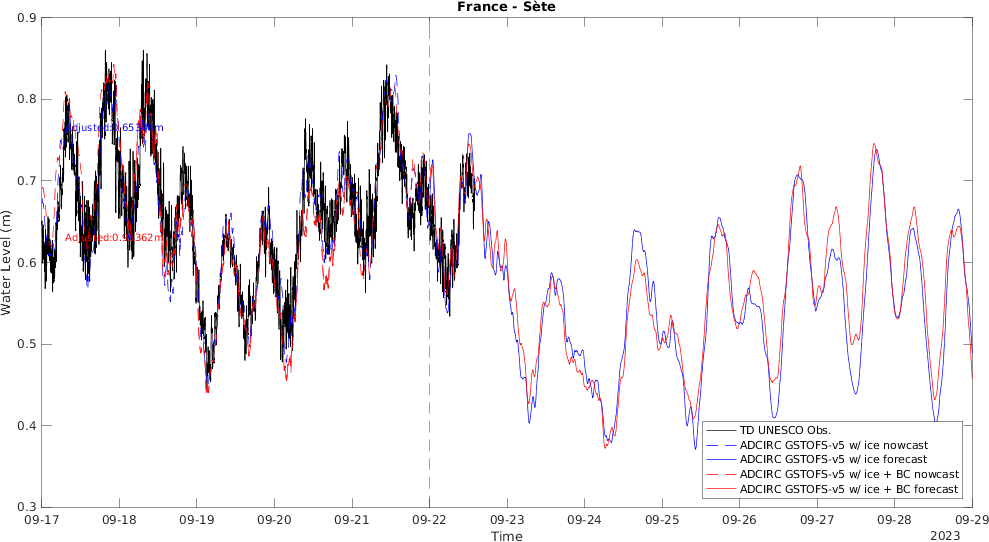 France - Sète
Water Level (m)
0.9
0.8
0.7
0.6
0.5
0.4
0.3
TD UNESCO Obs.
ADCIRC GSTOFS-v5 w/ ice nowcast
ADCIRC GSTOFS-v5 w/ ice forecast
ADCIRC GSTOFS-v5 w/ ice + BC nowcast
ADCIRC GSTOFS-v5 w/ ice + BC forecast
09-17 09-18 09-19 09-20 09-21 09-22 09-23 09-24 09-25 09-26 09-27 09-28 09-29
Time
2023